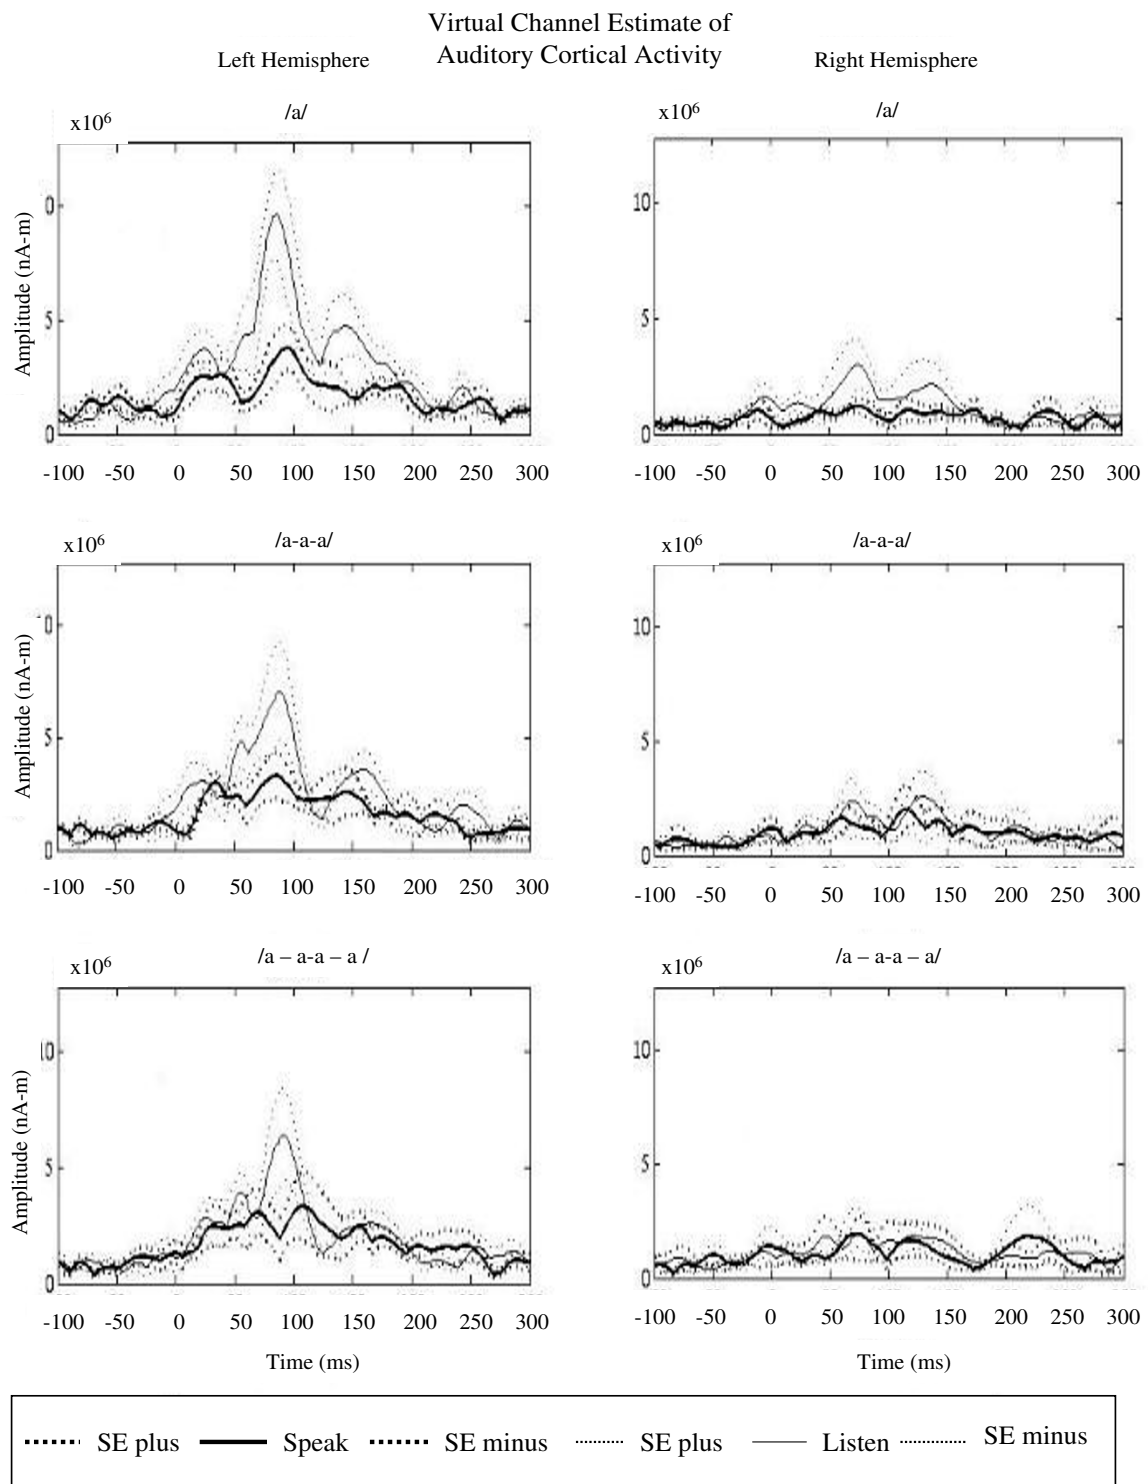 Virtual Channel Estimate of
Auditory Cortical Activity
Left Hemisphere
Right Hemisphere
/a/
/a/
x10⁶
x10⁶
Amplitude (nA-m)
0
5
0
10
5
0
-100 -50 0 50 100 150 200 250 300
-100 -50 0 50 100 150 200 250 300
/a-a-a/
/a-a-a/
x10⁶
x10⁶
Amplitude (nA-m)
0
5
0
10
5
0
-100 -50 0 50 100 150 200 250 300
-100 -50 0 50 100 150 200 250 300
/a – a-a – a /
/a – a-a – a/
x10⁶
x10⁶
Amplitude (nA-m)
10
5
0
10
5
0
-100 -50 0 50 100 150 200 250 300
-100 -50 0 50 100 150 200 250 300
Time (ms)
Time (ms)
SE plus Speak SE minus SE plus Listen SE minus